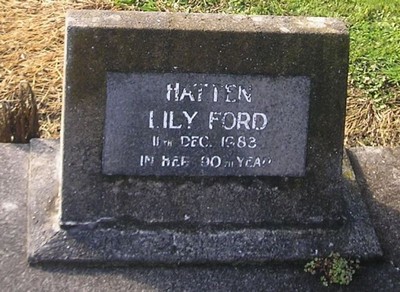 HATTEN
LILY FORD
11TH DEC. 1983
IN HER 90TH YEAR